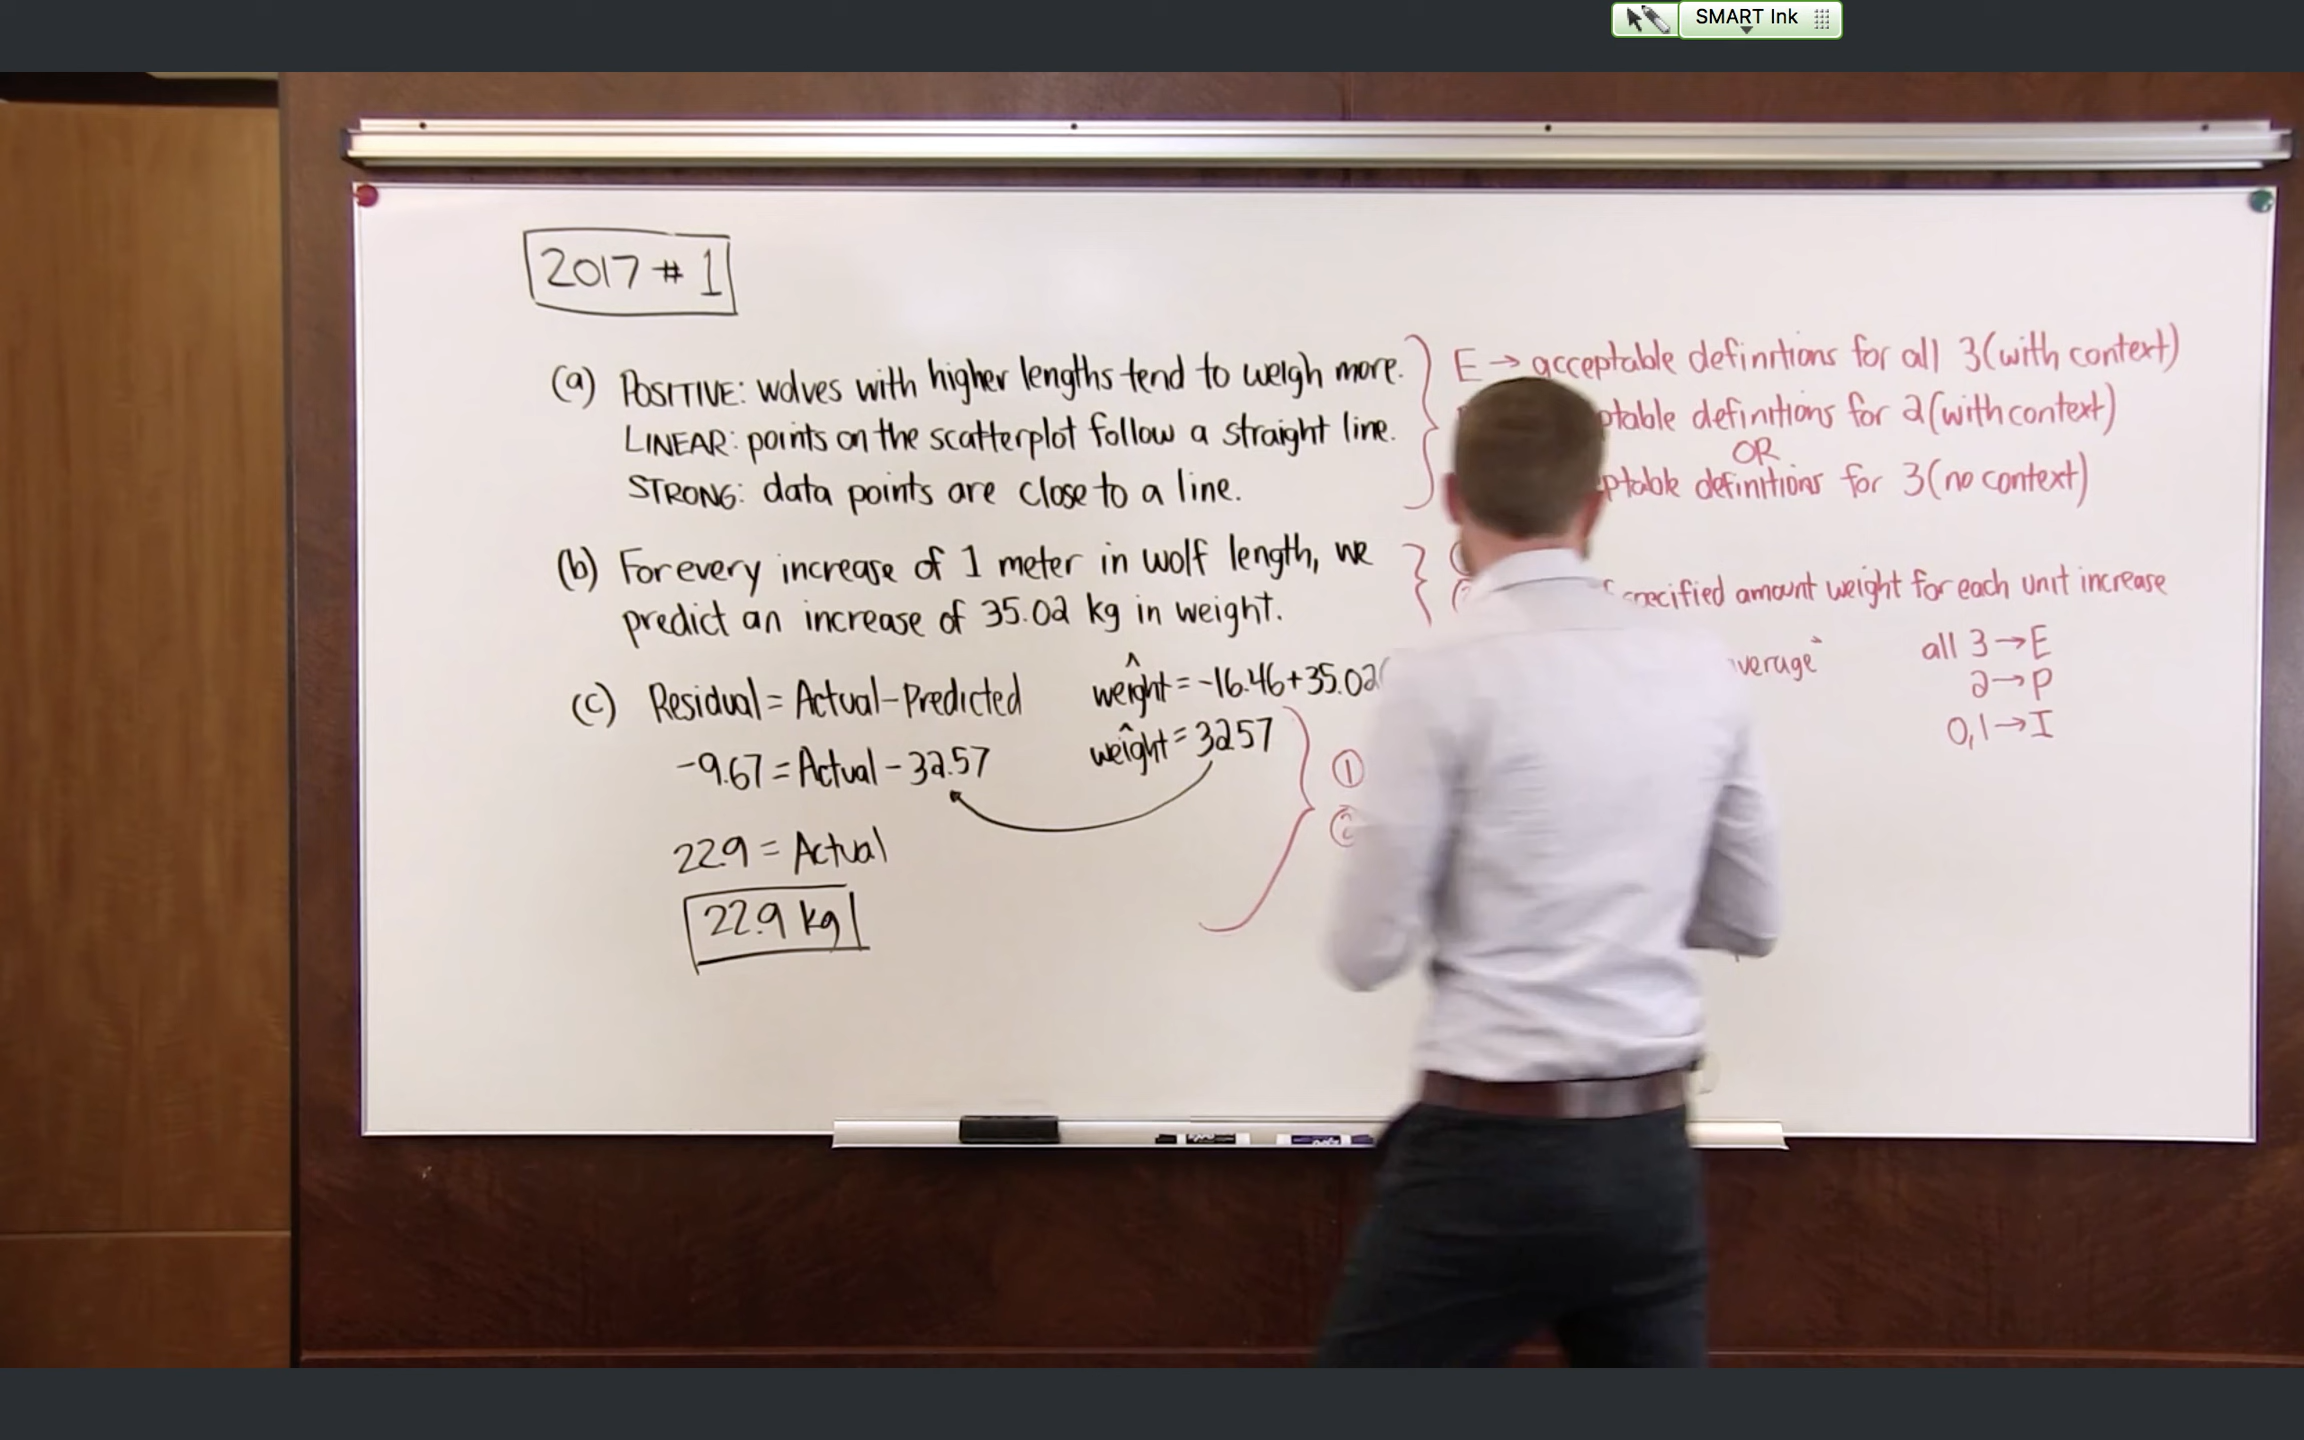 SMART Ink
2017 # 1
(a) POSITIVE: wolves with higher lengths tend to weigh more.
LINEAR: points on the scatterplot follow a straight line.
STRONG: data points are close to a line.
(b) For every increase of 1 meter in wolf length, we
predict an increase of 35.02 kg in weight.
(c) Residual = Actual - Predicted
-9.67 = Actual - 32.57
22.9 = Actual
22.9 kg
weight^ = -16.46+35.02(
weight^ = 32.57
E → acceptable definitions for all 3 (with context)
definitions for 2 (with context)
OR
definitions for 3 (no context)
specified amount weight for each unit increase
all 3 → E
2 → P
0,1 → I
①
②